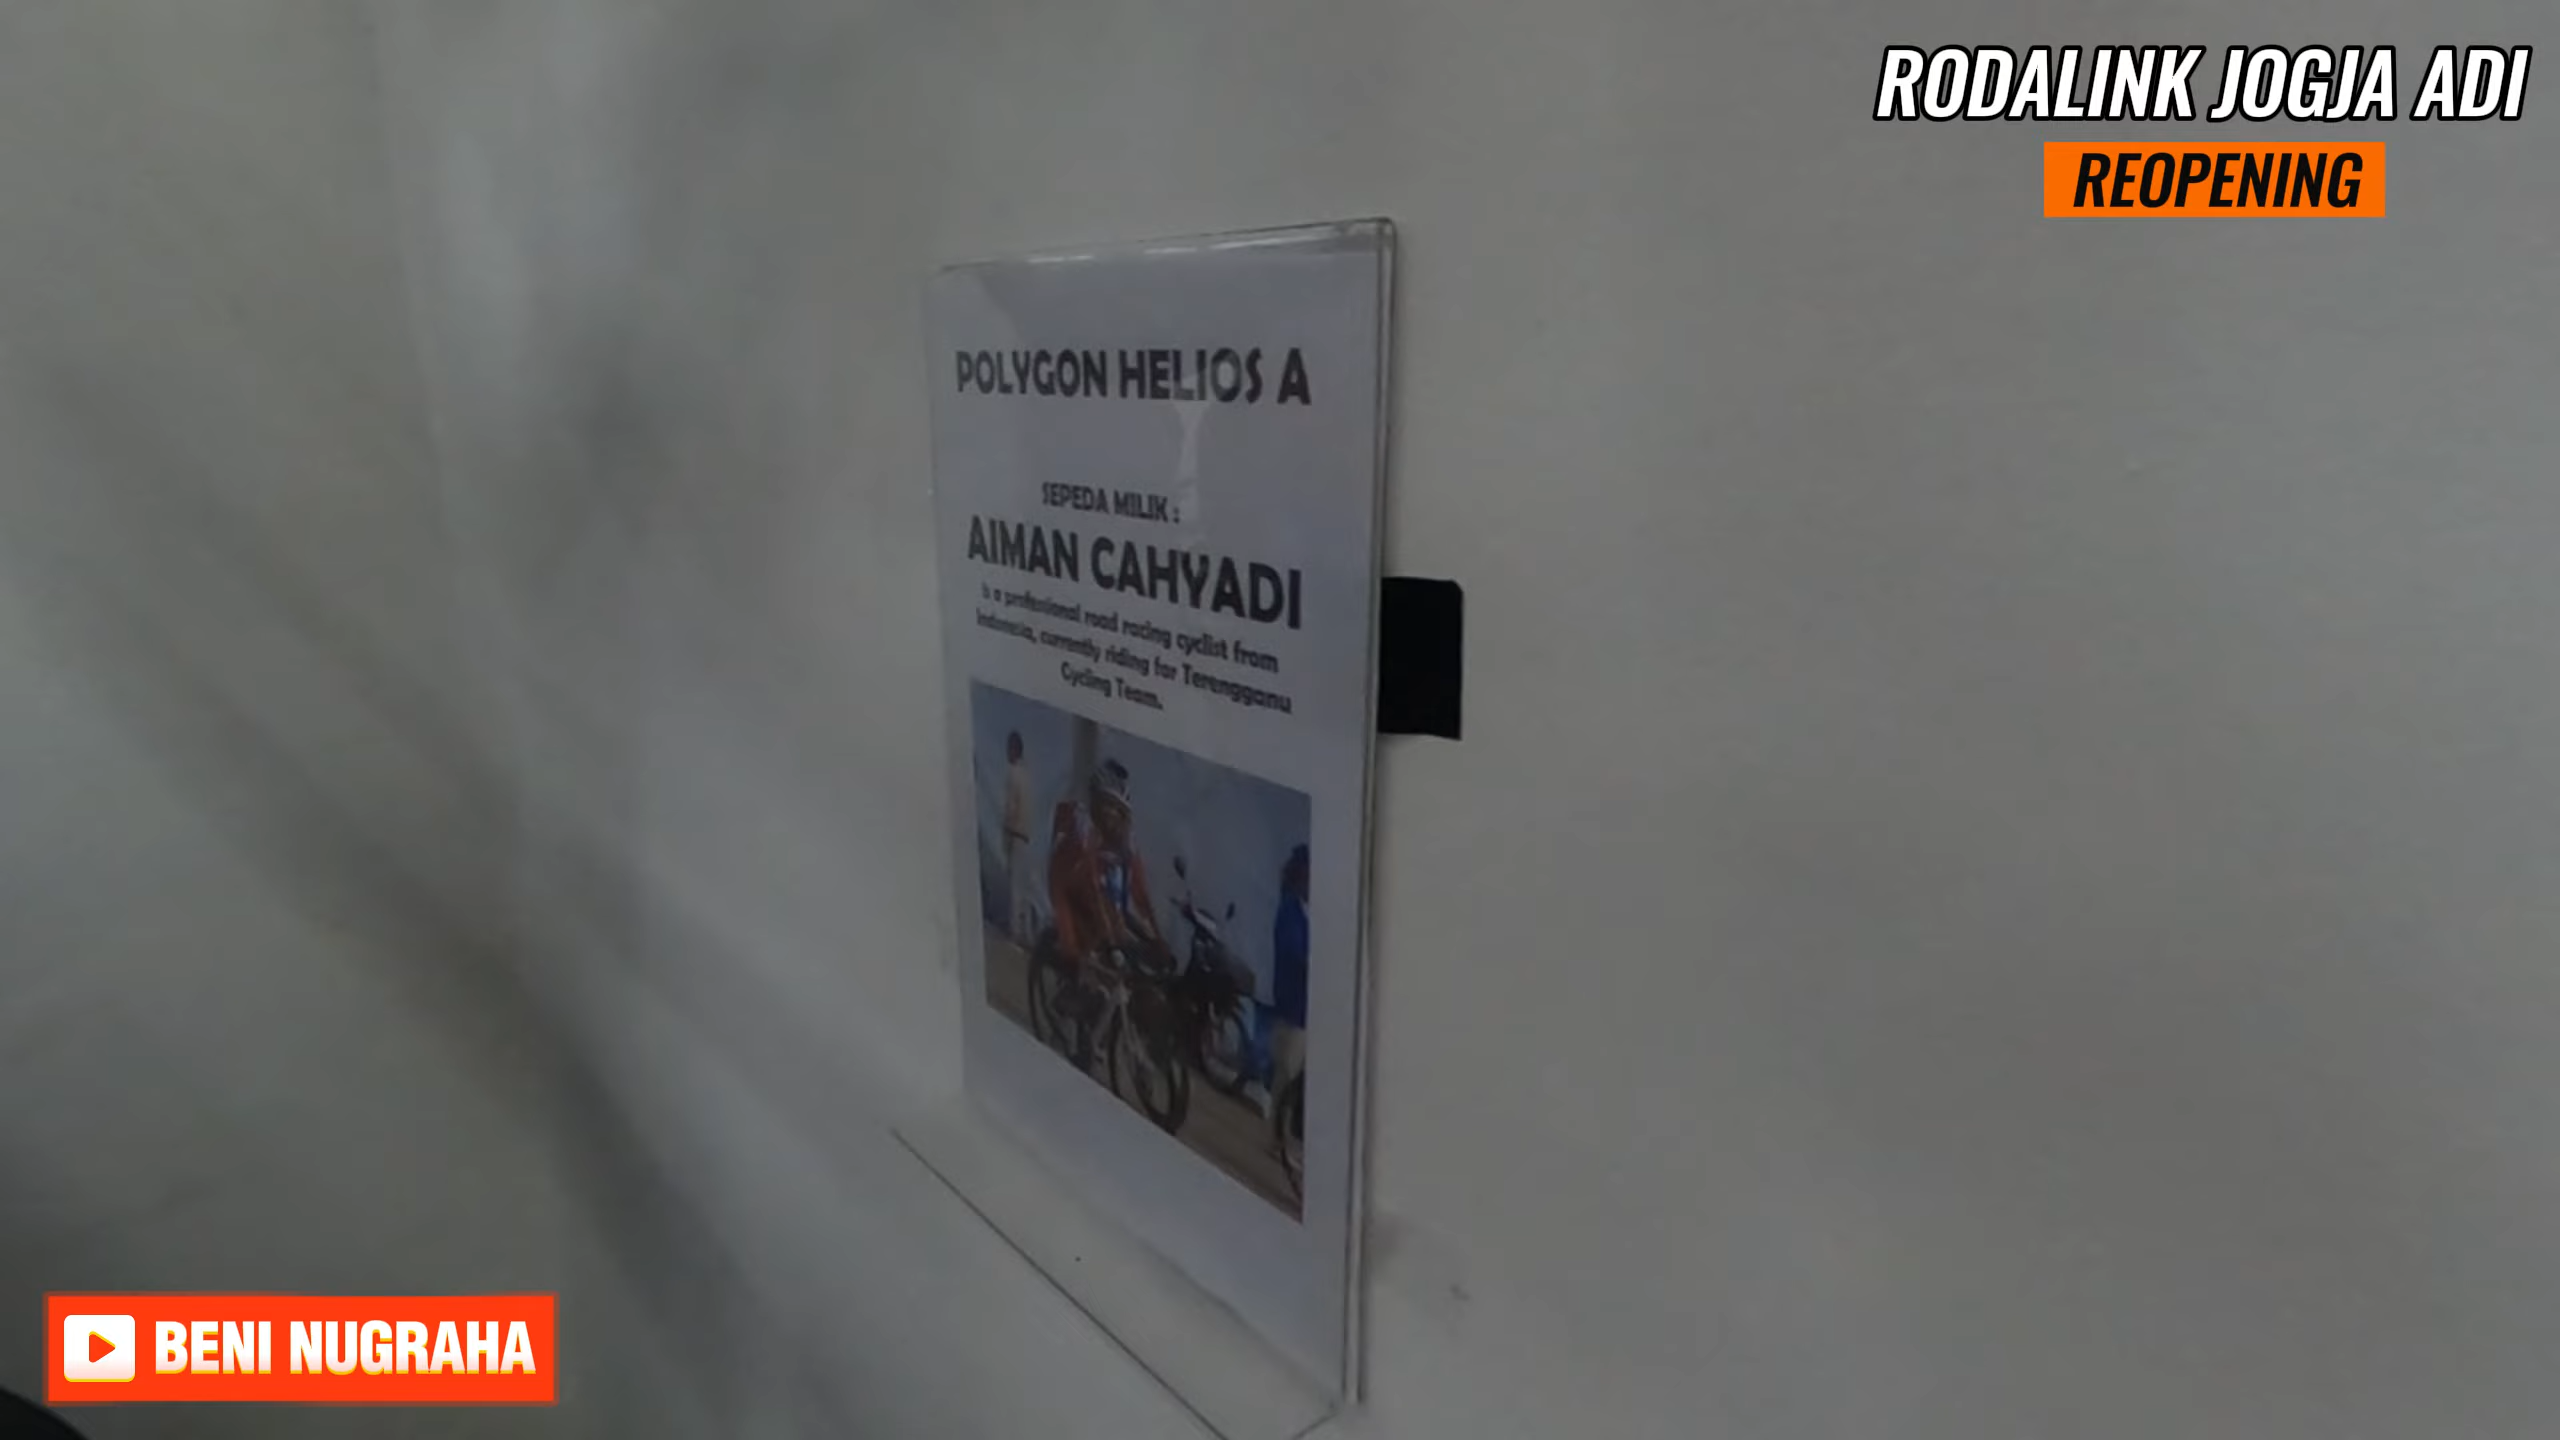 RODALINK JOGJA ADI
REOPENING
POLYGON HELIOS A
SEPEDA MILIK :
AIMAN CAHYADI
is a profesional road racing cyclist from
Indonesia, currently riding for Terengganu
Cycling Team.
BENI NUGRAHA